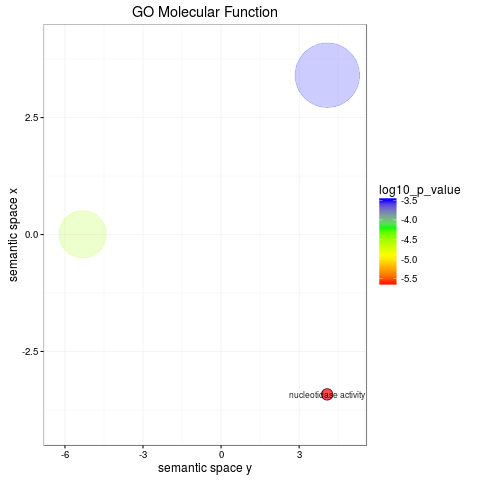 GO Molecular Function
semantic space x
2.5
0.0
-2.5
-6
-3
0
3
semantic space y
nucleotidase activity
log10_p_value
-3.5
-4.0
-4.5
-5.0
-5.5